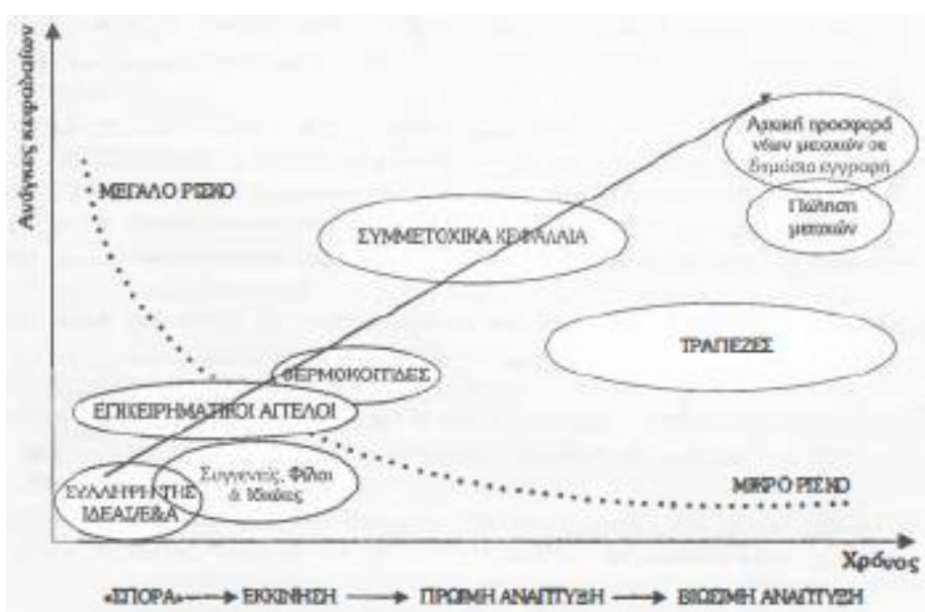 Ανάγκες κεφαλαίων
ΜΕΓΑΛΟ ΡΙΣΚΟ
Αρχική προσφορά
νέων μετοχών σε
δημόσια εγγραφή
Πώληση
μετοχών
ΣΥΜΜΕΤΟΧΙΚΑ ΚΕΦΑΛΑΙΑ
ΤΡΑΠΕΖΕΣ
ΘΕΡΜΟΚΟΙΤΙΔΕΣ
ΕΠΙΧΕΙΡΗΜΑΤΙΚΟΙ ΑΓΓΕΛΟΙ
Συγγενείς, Φίλοι
& Ιδιώτες
ΣΥΛΛΗΨΗ ΤΗΣ
ΙΔΕΑΣ/Ε&Α
ΜΙΚΡΟ ΡΙΣΚΟ
Χρόνος
ΣΠΟΡΑ ΕΚΚΙΝΗΣΗ ΠΡΩΙΜΗ ΑΝΑΠΤΥΞΗ ΒΙΩΣΙΜΗ ΑΝΑΠΤΥΞΗ